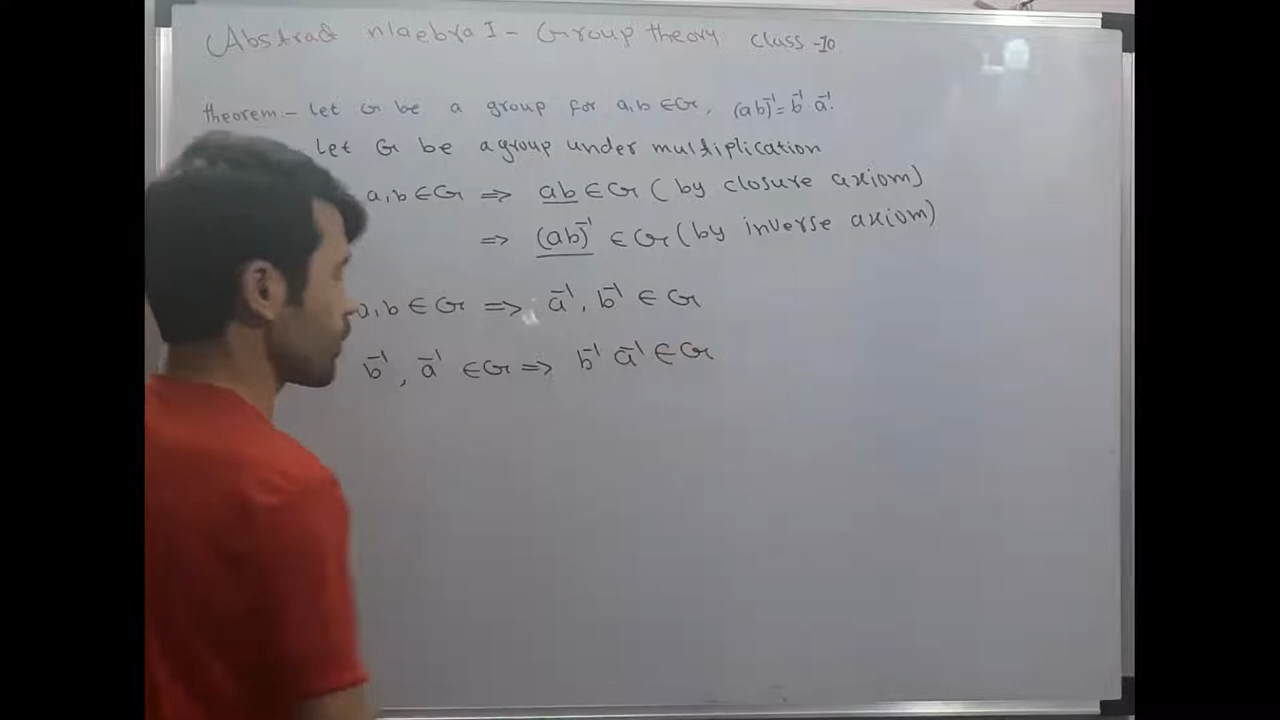 Abstract Algebra I - Group theory class -10
theorem:- Let G be a group for a,b ∈ G, (ab)⁻¹ = b⁻¹ a⁻¹.
Let G be a group under multiplication
a,b ∈ G ⇒ ab ∈ G (by closure axiom)
⇒ (ab)⁻¹ ∈ G (by inverse axiom)
a,b ∈ G ⇒ a⁻¹, b⁻¹ ∈ G
b⁻¹, a⁻¹ ∈ G ⇒ b⁻¹ a⁻¹ ∈ G